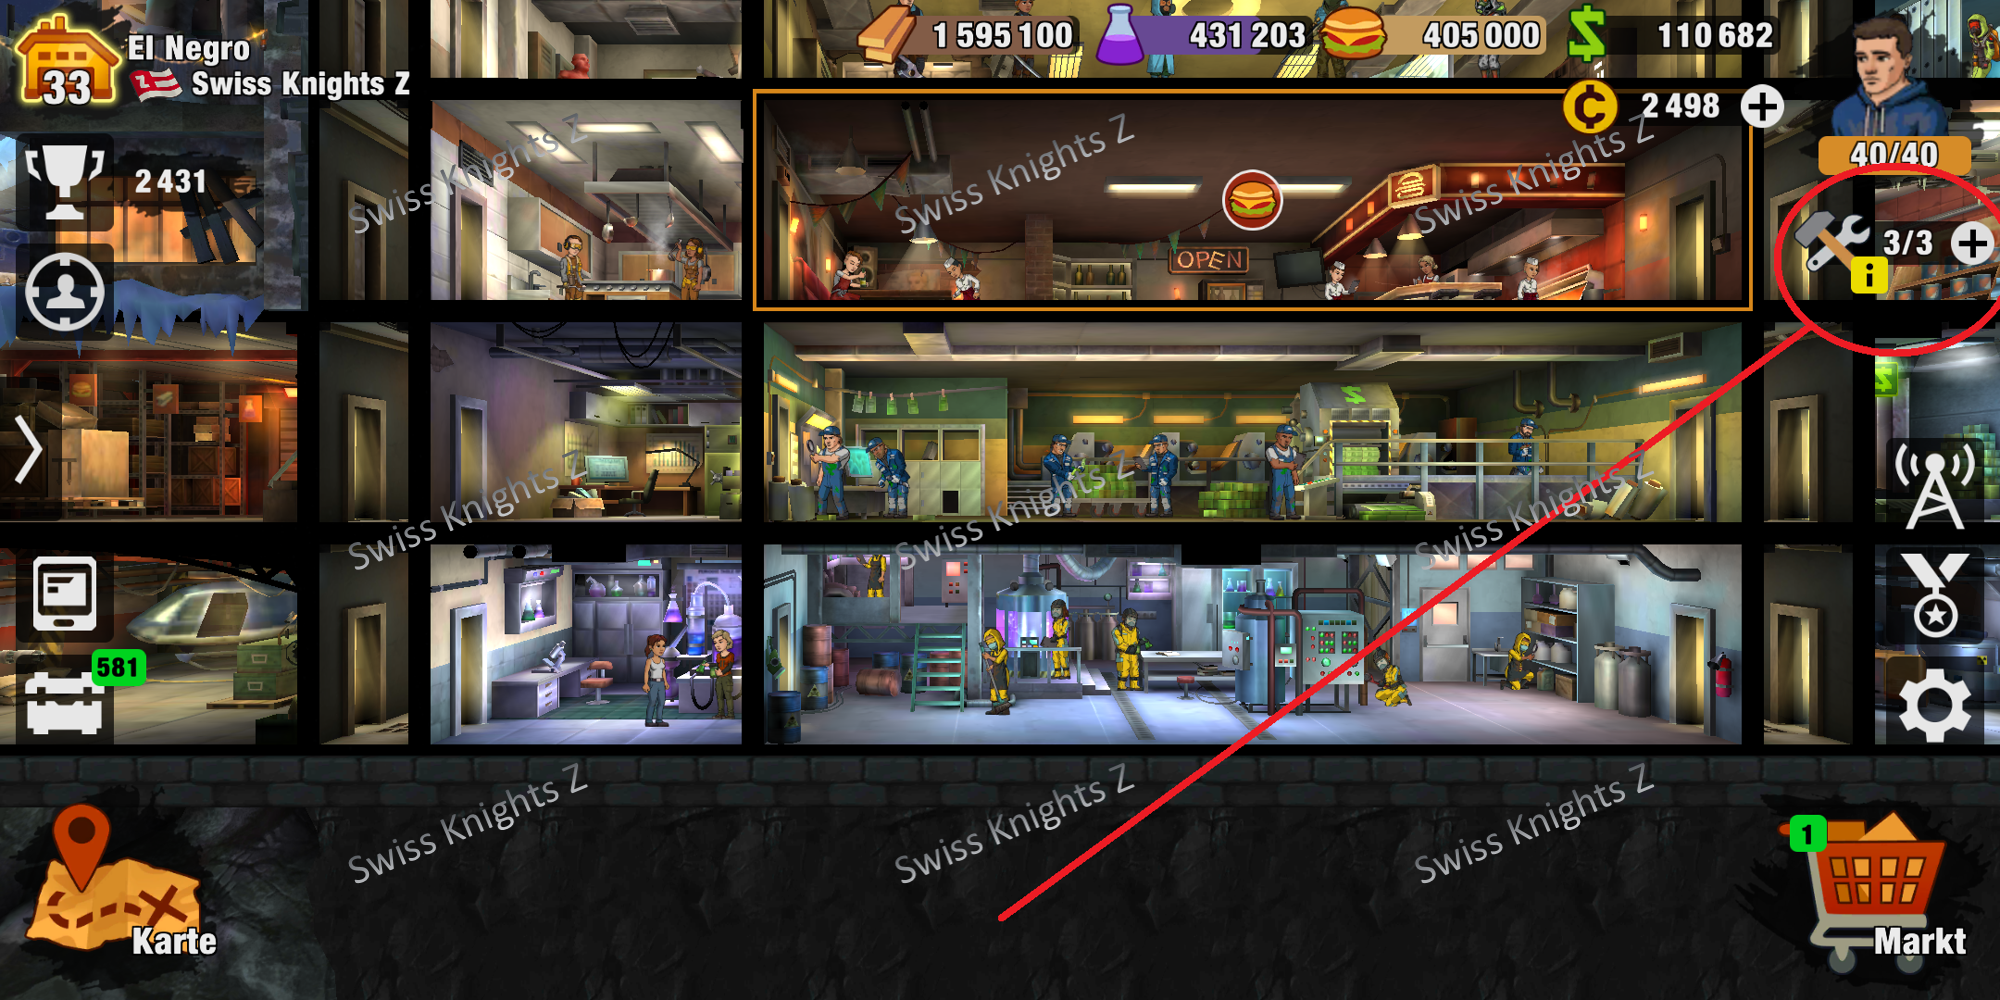 El Negro
33
Swiss Knights Z
1 595 100
431 203
405 000
110 682
2 498
2 431
40/40
3/3
i
OPEN
Swiss Knights Z
Swiss Knights Z
Swiss Knights Z
Swiss Knights Z
Swiss Knights Z
Swiss Knights Z
581
Swiss Knights Z
Swiss Knights Z
Swiss Knights Z
1
Karte
Markt